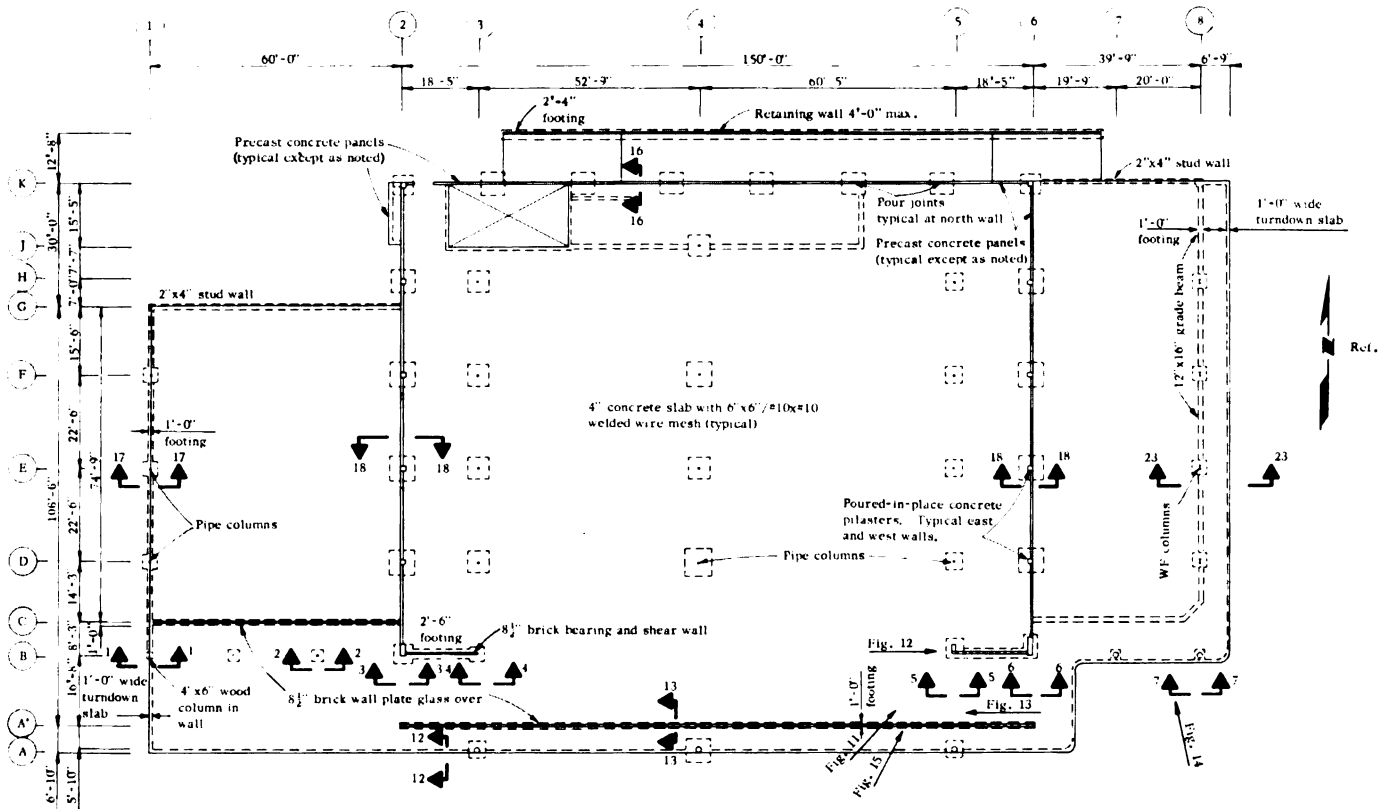 1 2 3 4 5 6 7 8
60'-0" 150'-0" 39'-9" 6'-9"
18'-5" 52'-9" 60'-5" 18'-5" 19'-9" 20'-0"
2'-4"
footing
Retaining wall 4'-0" max.
Precast concrete panels
(typical except as noted)
12'-8"
16
16
2"x4" stud wall
K
J
H
I
G
F
E
D
C
B
A'
A
30'-0"
15'-5"
7'-7"
7'-0"
7'-0"
15'-6"
22'-6"
22'-6"
14'-3"
8'-3"
1'-0"
16'-8"
74'-9"
106'-6"
6'-10"
5'-10"
Pour joints
typical at north wall
Precast concrete panels
(typical except as noted)
1'-0"
footing
1'-0" wide
turndown slab
12"x16" grade beam
WF columns
Ref.
2"x4" stud wall
1'-0"
footing
4" concrete slab with 6"x6"/#10x#10
welded wire mesh (typical)
17 17
18 18
18 18
23 23
Pipe columns
Poured-in-place concrete
pilasters. Typical east
and west walls.
Pipe columns
2'-6"
footing
8½" brick bearing and shear wall
Fig. 12
1 1
2 2
3 3
4 4
5 5
6 6
7 7
1'-0" wide
turndown slab
4"x6" wood
column in
wall
8½" brick wall plate glass over
13
13
12
12
1'-0"
footing
Fig. 13
Fig. 11
Fig. 15
Fig. 14